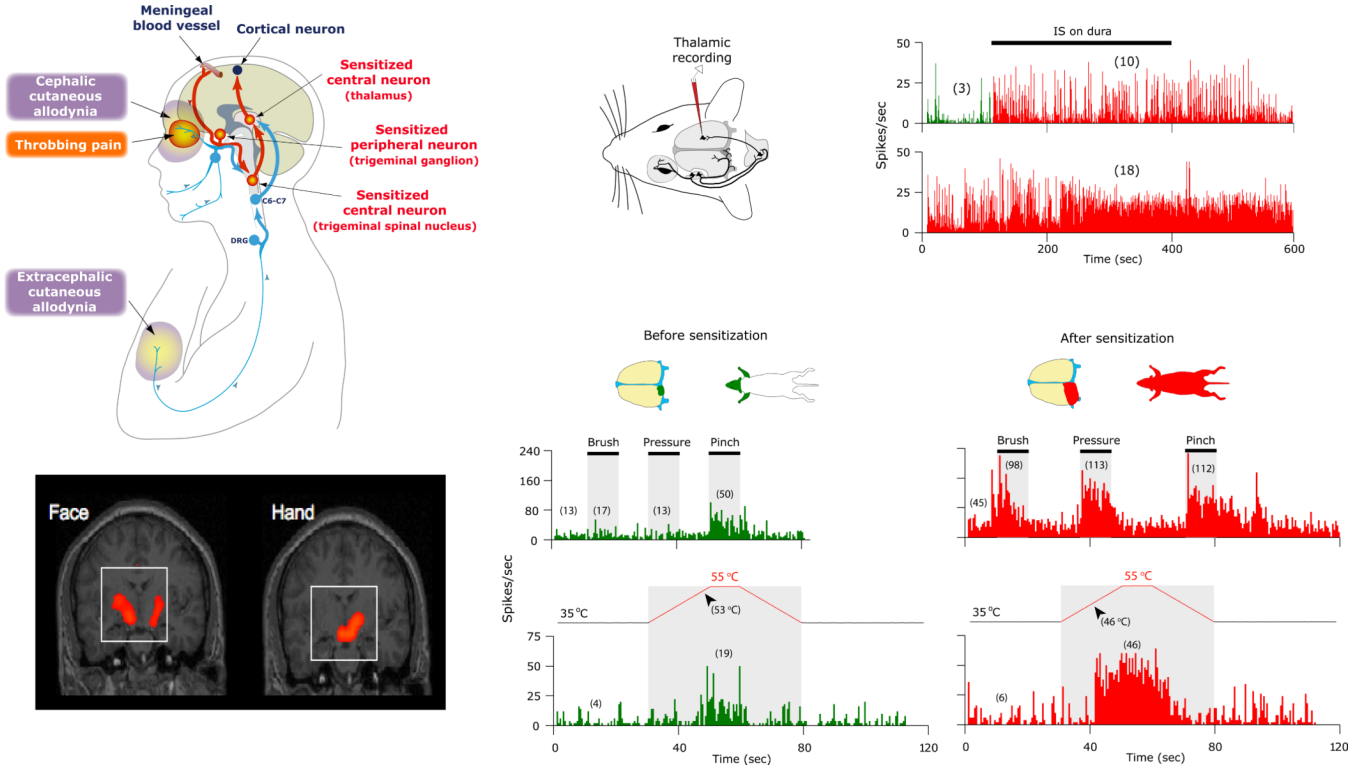 Meningeal
blood vessel
Cortical neuron
Cephalic
cutaneous
allodynia
Throbbing pain
Sensitized
central neuron
(thalamus)
Sensitized
peripheral neuron
(trigeminal ganglion)
Sensitized
central neuron
(trigeminal spinal nucleus)
C6-C7
DRG
Extracephalic
cutaneous
allodynia
Face
Hand
Thalamic
recording
IS on dura
50
25
0
(3)
(10)
Spikes/sec
50
25
0
(18)
0
200
400
600
Time (sec)
Before sensitization
Brush
Pressure
Pinch
240
160
80
0
(13)
(17)
(13)
(50)
Spikes/sec
35 °C
55 °C
(53 °C)
75
50
25
0
(4)
(19)
0
40
80
120
Time (sec)
After sensitization
Brush
Pressure
Pinch
(45)
(98)
(113)
(112)
35 °C
55 °C
(46 °C)
(6)
(46)
0
40
80
120
Time (sec)